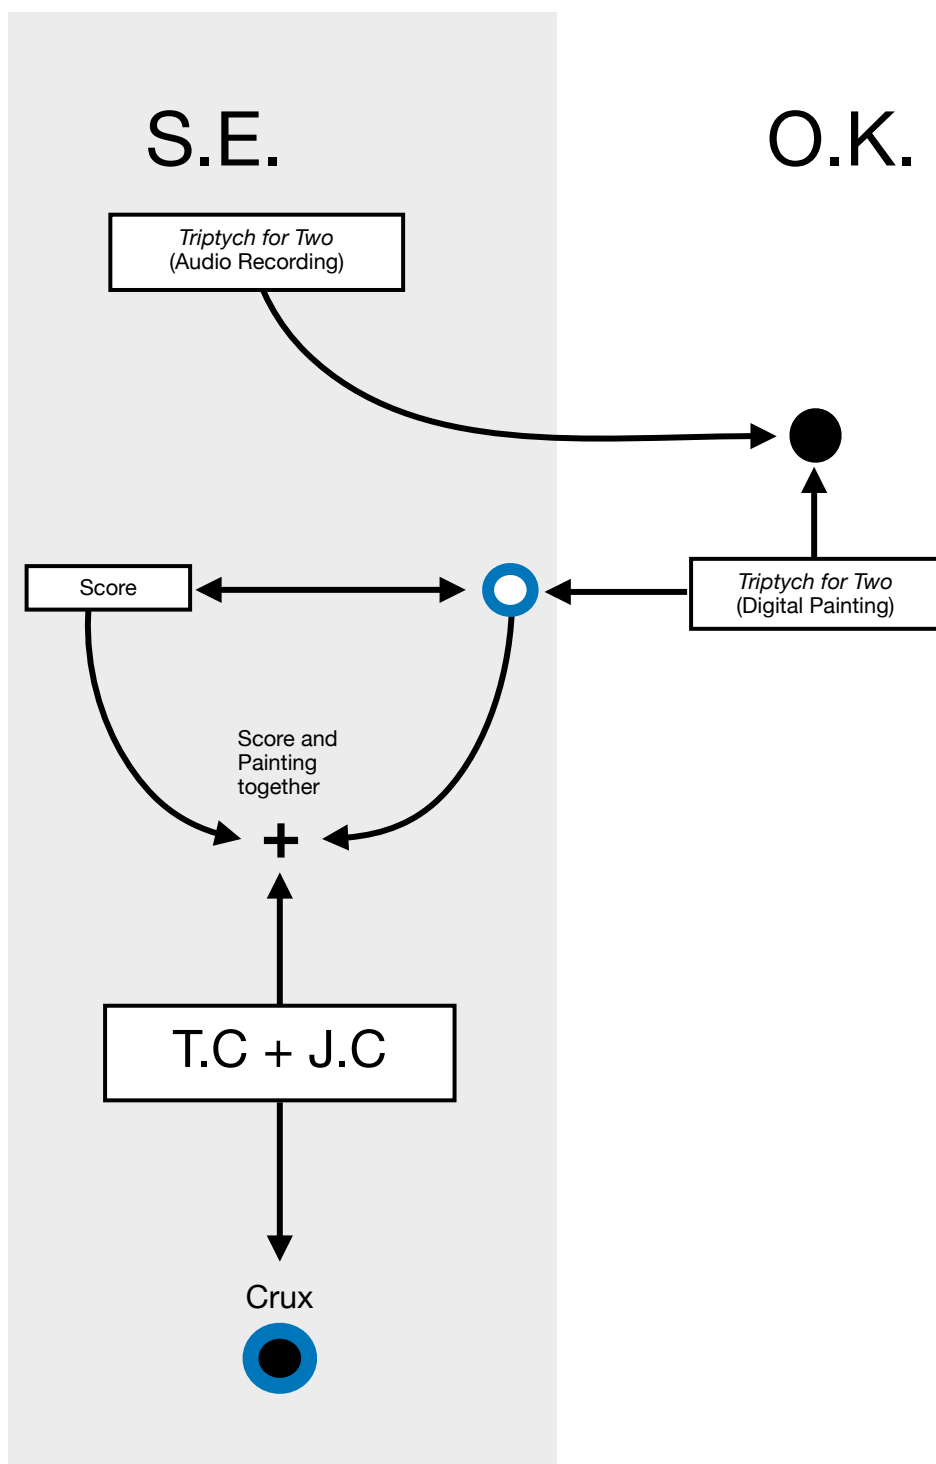 S.E.
O.K.
Triptych for Two
(Audio Recording)
Score
Triptych for Two
(Digital Painting)
Score and
Painting
together
+
T.C + J.C
Crux